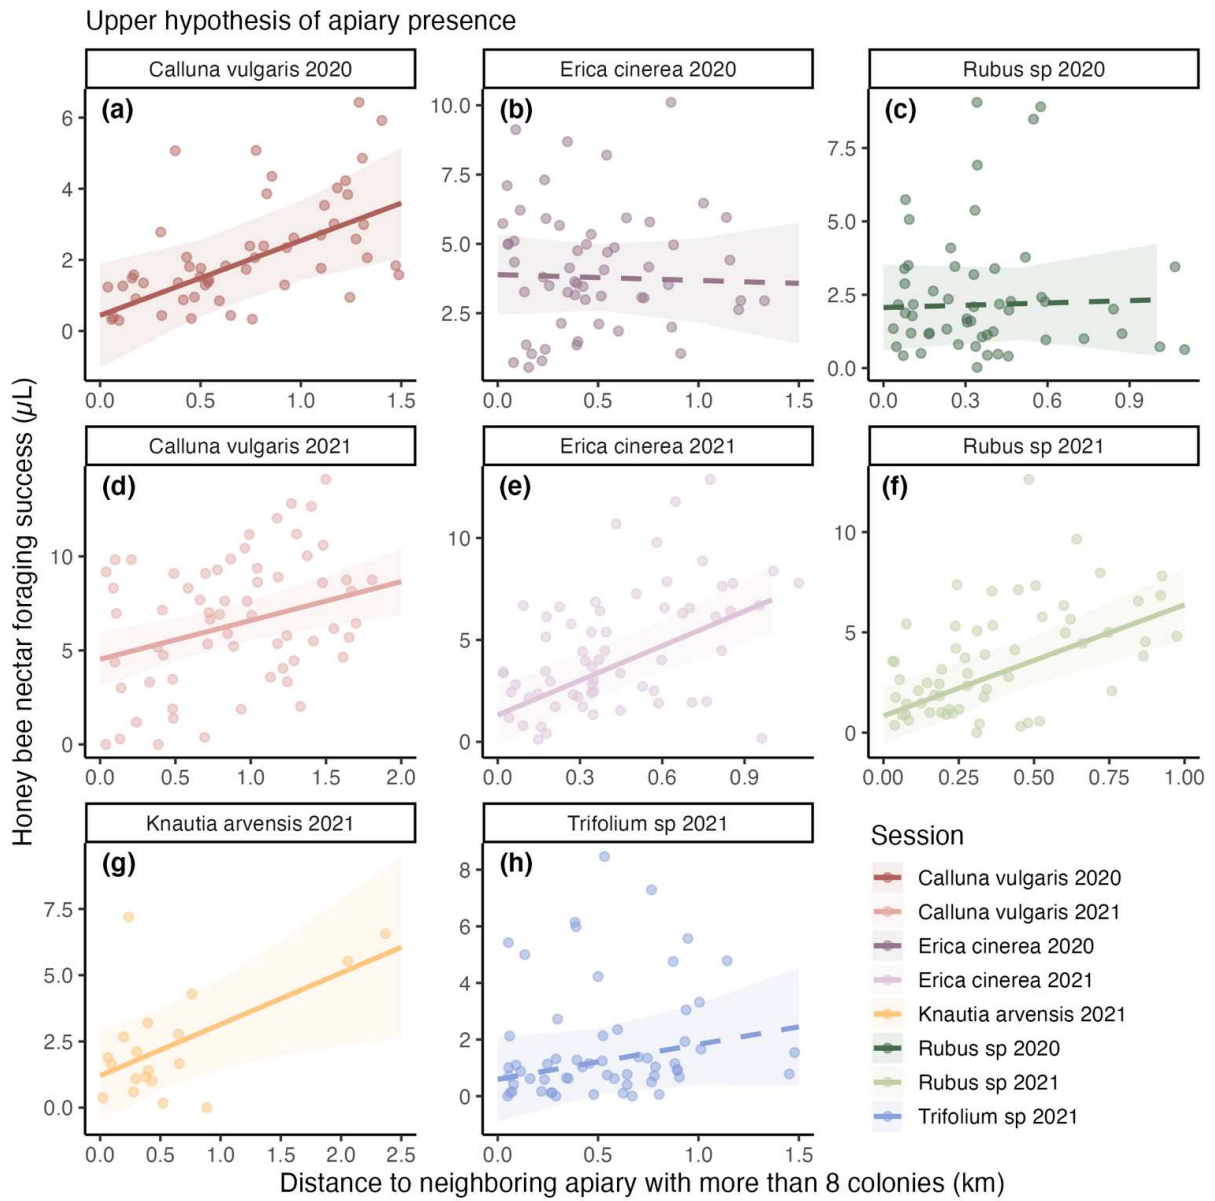 Upper hypothesis of apiary presence
Calluna vulgaris 2020
Erica cinerea 2020
Rubus sp 2020
(a)
(b)
(c)
6
4
2
0
10.0
7.5
5.0
2.5
7.5
5.0
2.5
0.0
0.0 0.5 1.0 1.5
0.0 0.5 1.0 1.5
0.0 0.3 0.6 0.9
Honey bee nectar foraging success (µL)
Calluna vulgaris 2021
Erica cinerea 2021
Rubus sp 2021
(d)
(e)
(f)
10
5
0
10
5
0
10
5
0
0.0 0.5 1.0 1.5 2.0
0.0 0.3 0.6 0.9
0.00 0.25 0.50 0.75 1.00
Knautia arvensis 2021
Trifolium sp 2021
(g)
(h)
7.5
5.0
2.5
0.0
8
6
4
2
0
0.0 0.5 1.0 1.5 2.0 2.5
0.0 0.5 1.0 1.5
Session
Calluna vulgaris 2020
Calluna vulgaris 2021
Erica cinerea 2020
Erica cinerea 2021
Knautia arvensis 2021
Rubus sp 2020
Rubus sp 2021
Trifolium sp 2021
Distance to neighboring apiary with more than 8 colonies (km)